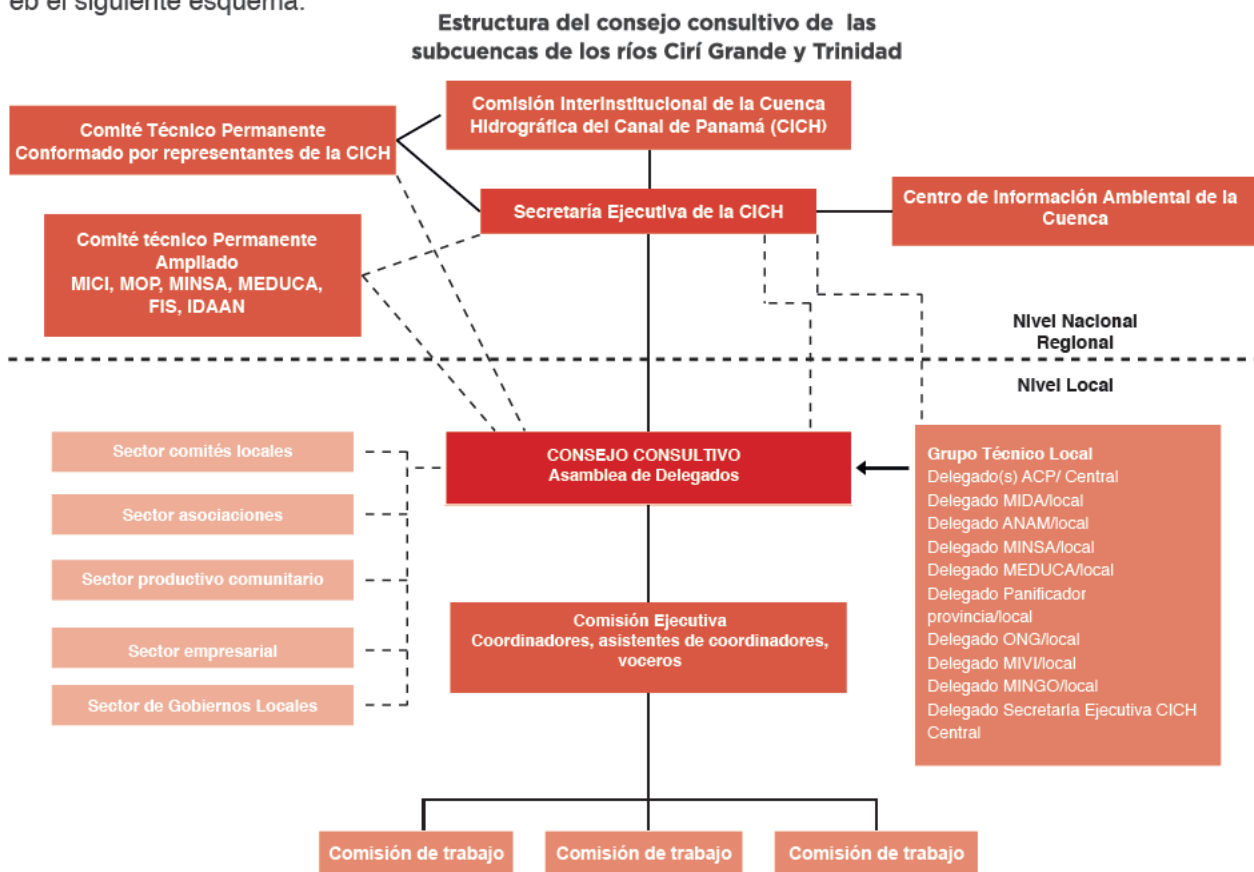 eb el siguiente esquema.
Estructura del consejo consultivo de las
subcuencas de los ríos Cirí Grande y Trinidad
Comisión Interinstitucional de la Cuenca
Hidrográfica del Canal de Panamá (CICH)
Comité Técnico Permanente
Conformado por representantes de la CICH
Secretaría Ejecutiva de la CICH
Centro de Información Ambiental de la
Cuenca
Comité técnico Permanente
Ampliado
MICI, MOP, MINSA, MEDUCA,
FIS, IDAAN
Nivel Nacional
Regional
Nivel Local
CONSEJO CONSULTIVO
Asamblea de Delegados
Sector comités locales
Sector asociaciones
Sector productivo comunitario
Sector empresarial
Sector de Gobiernos Locales
Grupo Técnico Local
Delegado(s) ACP/ Central
Delegado MIDA/local
Delegado ANAM/local
Delegado MINSA/local
Delegado MEDUCA/local
Delegado Panificador
provincia/local
Delegado ONG/local
Delegado MIVI/local
Delegado MINGO/local
Delegado Secretaría Ejecutiva CICH
Central
Comisión Ejecutiva
Coordinadores, asistentes de coordinadores,
voceros
Comisión de trabajo
Comisión de trabajo
Comisión de trabajo